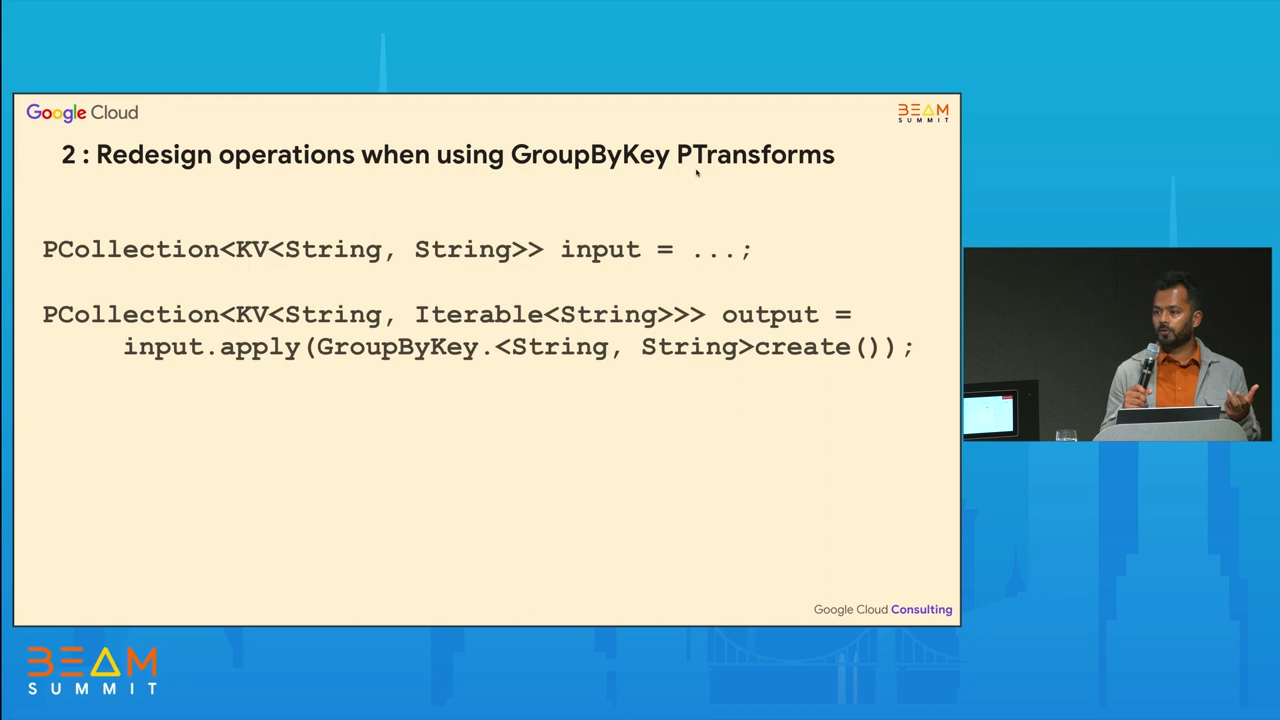 Google Cloud
BEAM
SUMMIT
2 : Redesign operations when using GroupByKey PTransforms
PCollection<KV<String, String>> input = ...;
PCollection<KV<String, Iterable<String>>> output =
input.apply(GroupByKey.<String, String>create());
Google Cloud Consulting
BEAM
SUMMIT